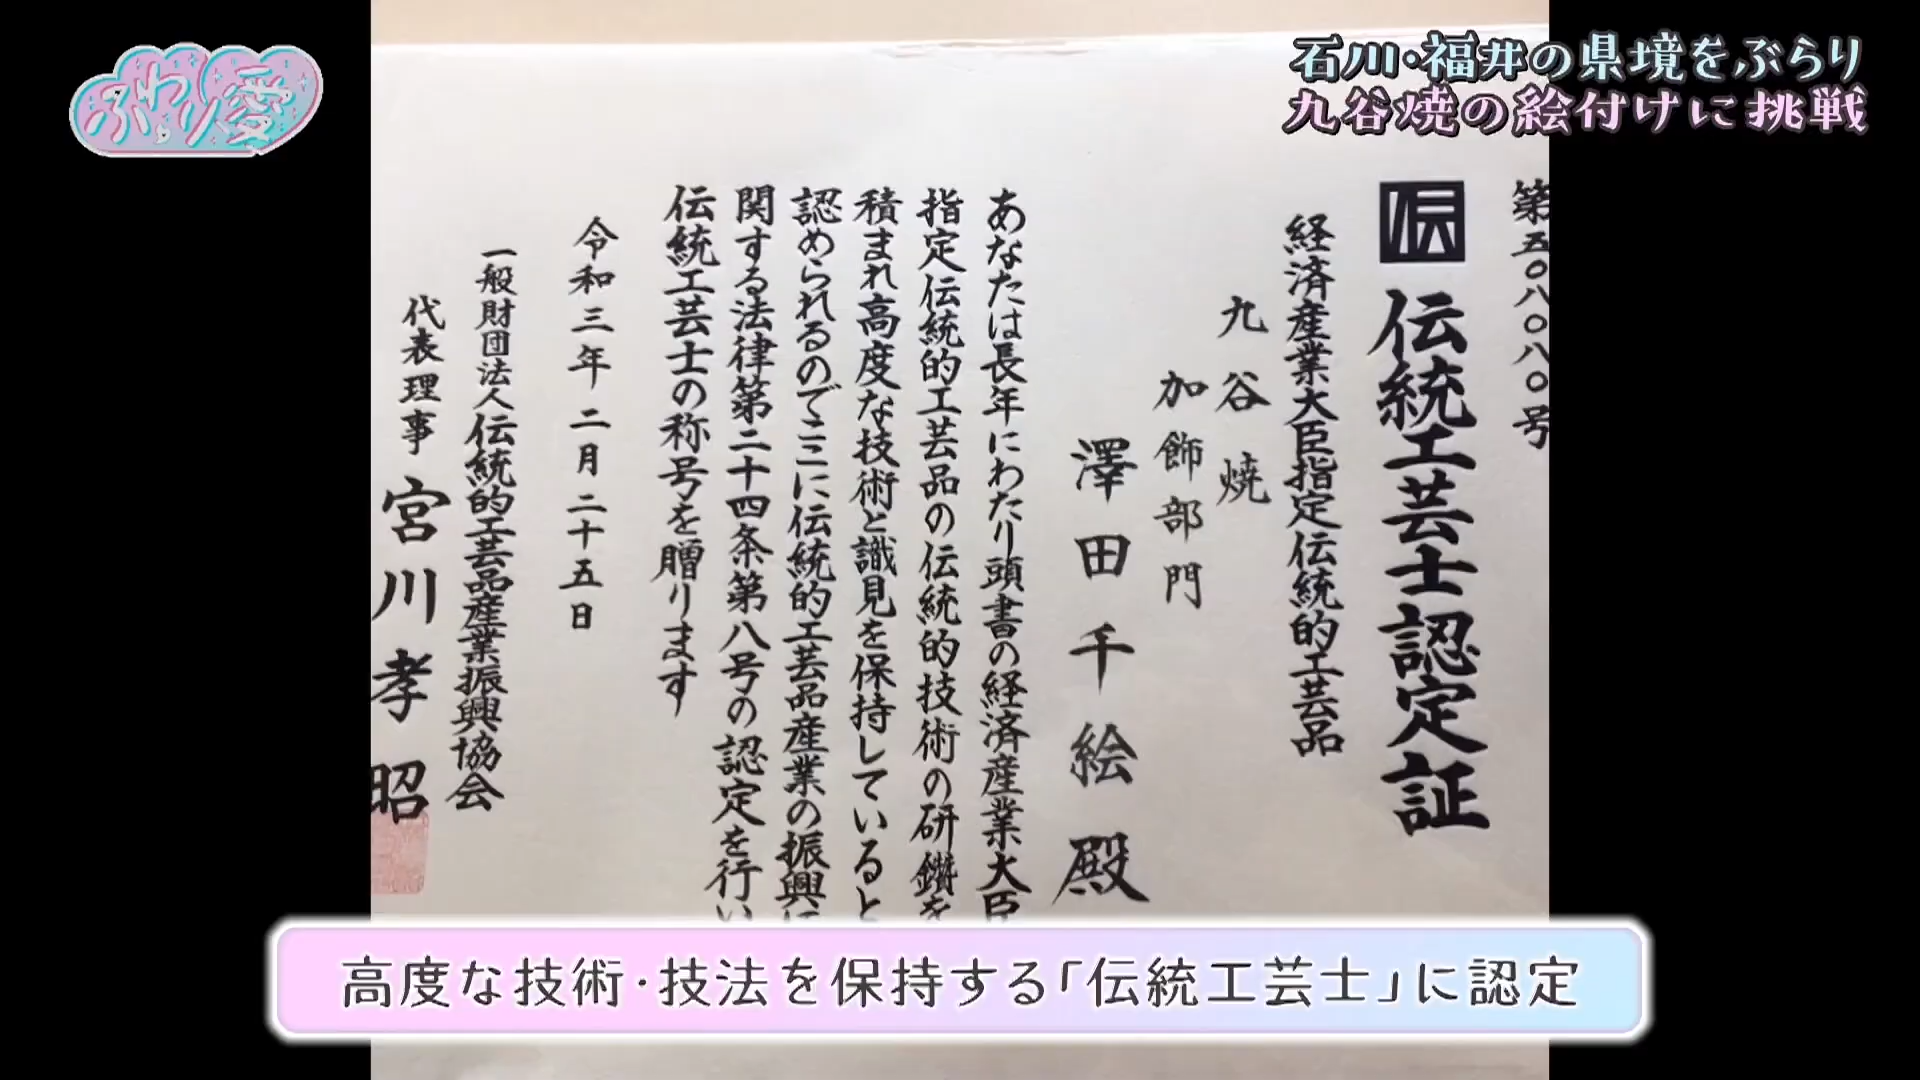 ふわり愛
石川・福井の県境をぶらり
九谷焼の絵付けに挑戦
第五〇八〇八〇号
伝統工芸士認定証
経済産業大臣指定伝統的工芸品
九谷焼
加飾部門
澤田千絵殿
あなたは長年にわたり頭書の経済産業大臣
指定伝統的工芸品の伝統的技術の研鑽を
積まれ高度な技術と識見を保持していると
認められるのでここに伝統的工芸品産業の振興に
関する法律第二十四条第八号の認定を行い
伝統工芸士の称号を贈ります
令和三年二月二十五日
一般財団法人伝統的工芸品産業振興協会
代表理事 宮川孝昭
高度な技術・技法を保持する「伝統工芸士」に認定